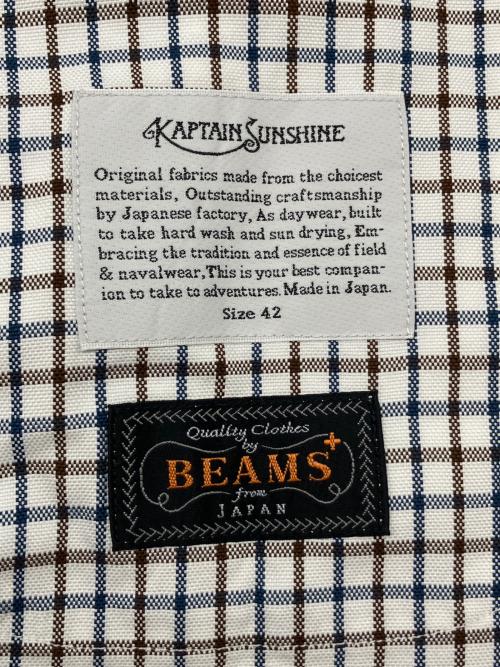 KAPTAIN SUNSHINE
Original fabrics made from the choicest
materials, Outstanding craftsmanship
by Japanese factory, As daywear, built
to take hard wash and sun drying, Em-
bracing the tradition and essence of field
& navalwear, This is your best compan-
ion to take to adventures. Made in Japan.
Size 42
Quality Clothes
by
BEAMS+
from
JAPAN